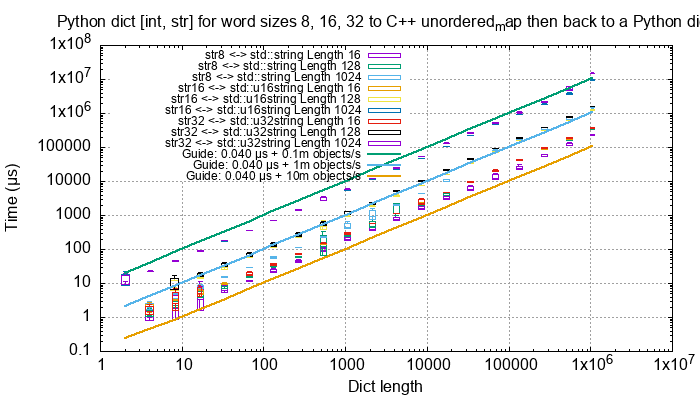 Python dict [int, str] for word sizes 8, 16, 32 to C++ unordered_map then back to a Python di
1x10^8
1x10^7
1x10^6
100000
10000
1000
100
10
1
0.1
Time (µs)
str8 <-> std::string Length 16
str8 <-> std::string Length 128
str8 <-> std::string Length 1024
str16 <-> std::u16string Length 16
str16 <-> std::u16string Length 128
str16 <-> std::u16string Length 1024
str32 <-> std::u32string Length 16
str32 <-> std::u32string Length 128
str32 <-> std::u32string Length 1024
Guide: 0.040 µs + 0.1m objects/s
Guide: 0.040 µs + 1m objects/s
Guide: 0.040 µs + 10m objects/s
1 10 100 1000 10000 100000 1x10^6 1x10^7
Dict length